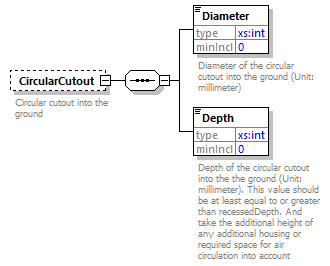 Diameter
type xs:int
minIncl 0
Diameter of the circular
cutout into the ground (Unit:
millimeter)
CircularCutout
Circular cutout into the
ground
Depth
type xs:int
minIncl 0
Depth of the circular cutout
into the the ground (Unit:
millimeter). This value should
be at least equal to or greater
than recessedDepth. And
take the additional height of
any additional housing or
required space for air
circulation into account